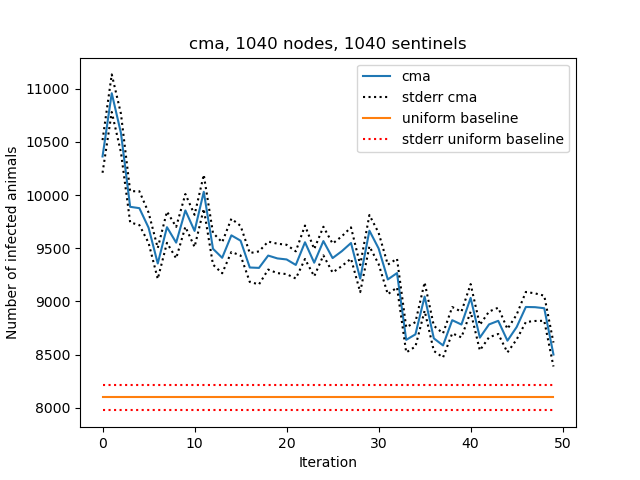 cma, 1040 nodes, 1040 sentinels
cma
stderr cma
uniform baseline
stderr uniform baseline
Number of infected animals
11000
10500
10000
9500
9000
8500
8000
0 10 20 30 40 50
Iteration